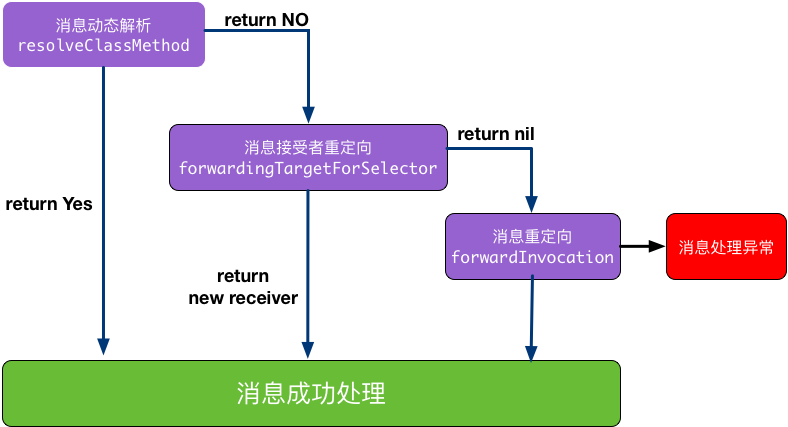 消息动态解析
resolveClassMethod
return NO
消息接受者重定向
forwardingTargetForSelector
return nil
return Yes
消息重定向
forwardInvocation
消息处理异常
return
new receiver
消息成功处理